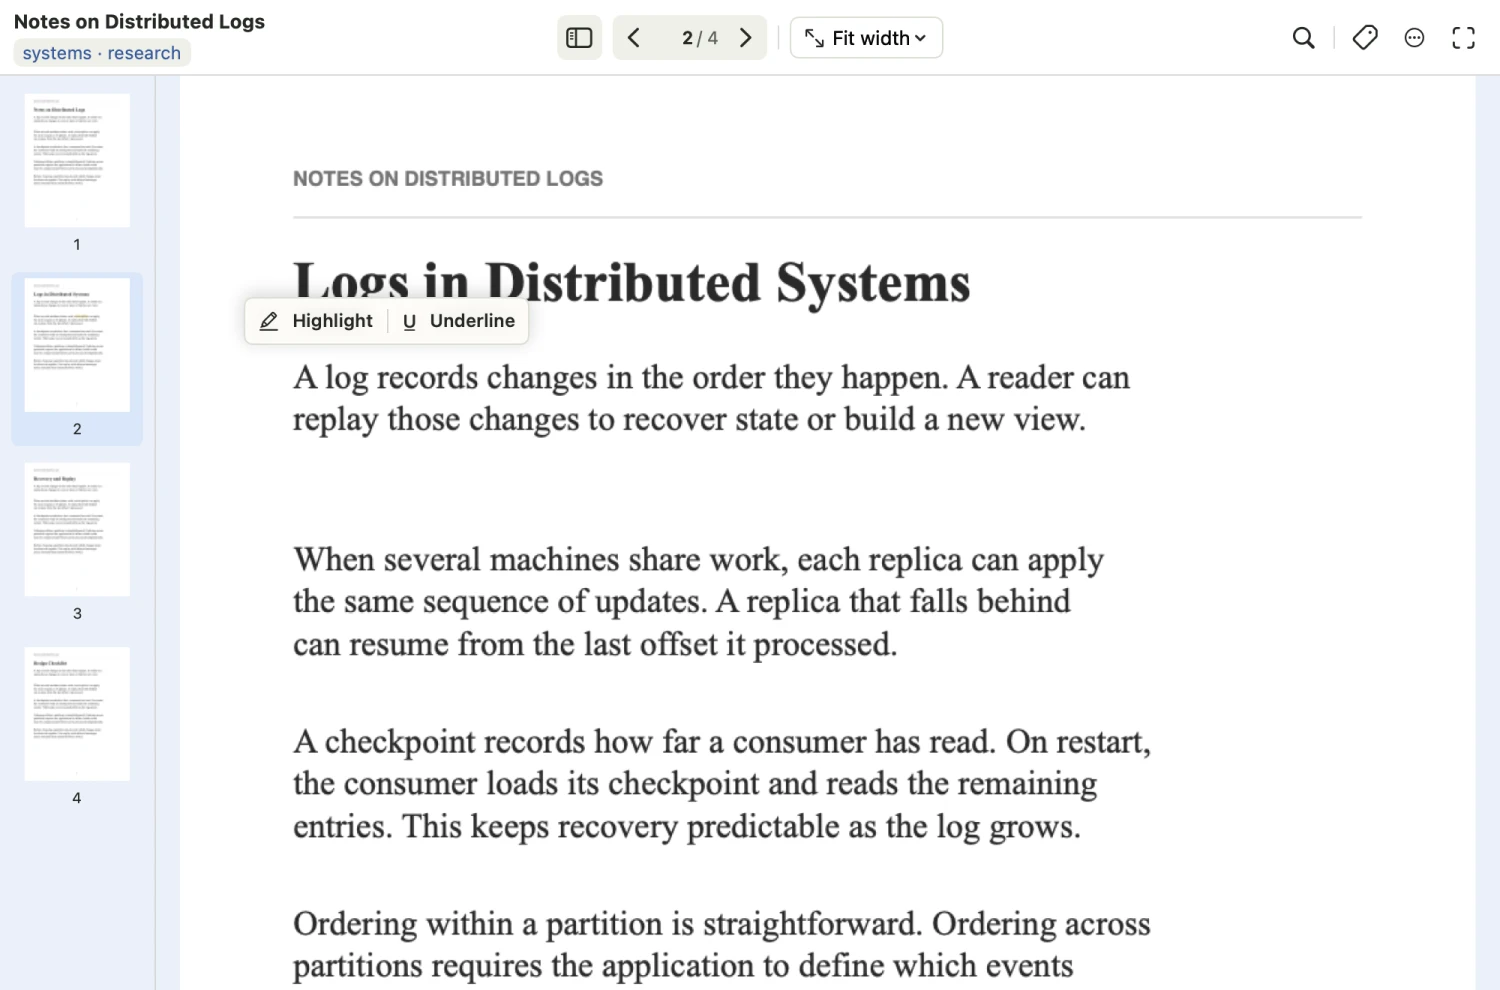 Notes on Distributed Logs
systems · research
2 / 4
Fit width
1
2
3
4
NOTES ON DISTRIBUTED LOGS
Logs in Distributed Systems
Highlight
U Underline
A log records changes in the order they happen. A reader can
replay those changes to recover state or build a new view.
When several machines share work, each replica can apply
the same sequence of updates. A replica that falls behind
can resume from the last offset it processed.
A checkpoint records how far a consumer has read. On restart,
the consumer loads its checkpoint and reads the remaining
entries. This keeps recovery predictable as the log grows.
Ordering within a partition is straightforward. Ordering across
partitions requires the application to define which events